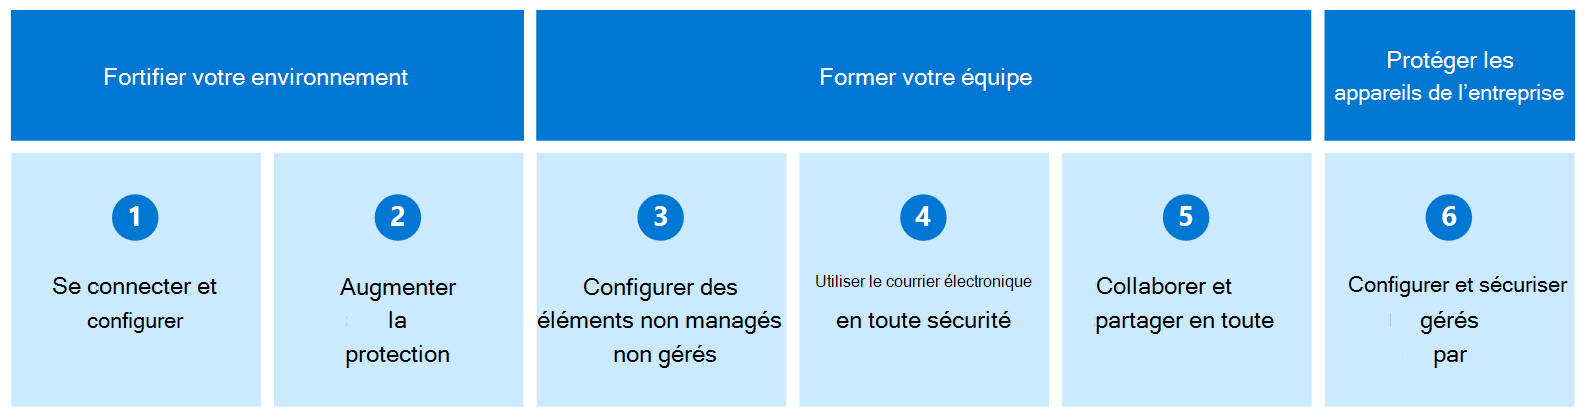 Fortifier votre environnement
Former votre équipe
Protéger les
appareils de l’entreprise
1
Se connecter et
configurer
2
Augmenter
la
protection
3
Configurer des
éléments non managés
non gérés
4
Utiliser le courrier électronique
en toute sécurité
5
Collaborer et
partager en toute
6
Configurer et sécuriser
gérés
par